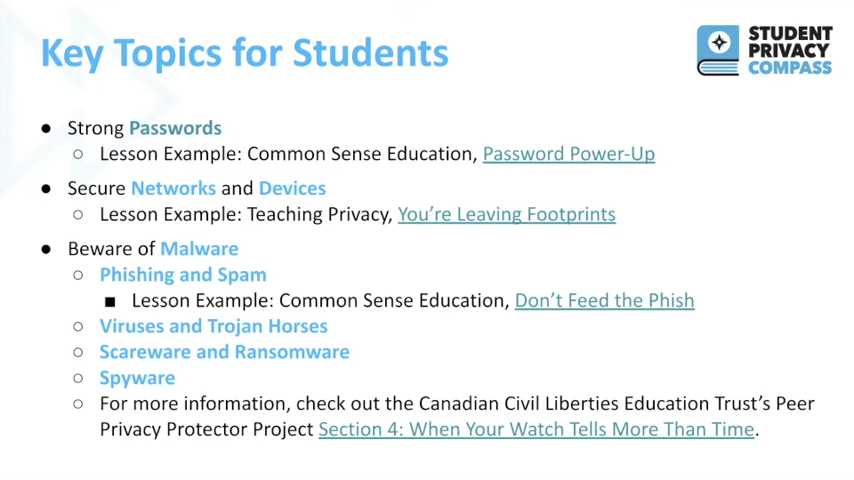 Key Topics for Students
STUDENT
PRIVACY
COMPASS
● Strong Passwords
○ Lesson Example: Common Sense Education, Password Power-Up
● Secure Networks and Devices
○ Lesson Example: Teaching Privacy, You're Leaving Footprints
● Beware of Malware
○ Phishing and Spam
■ Lesson Example: Common Sense Education, Don't Feed the Phish
○ Viruses and Trojan Horses
○ Scareware and Ransomware
○ Spyware
○ For more information, check out the Canadian Civil Liberties Education Trust's Peer
Privacy Protector Project Section 4: When Your Watch Tells More Than Time.